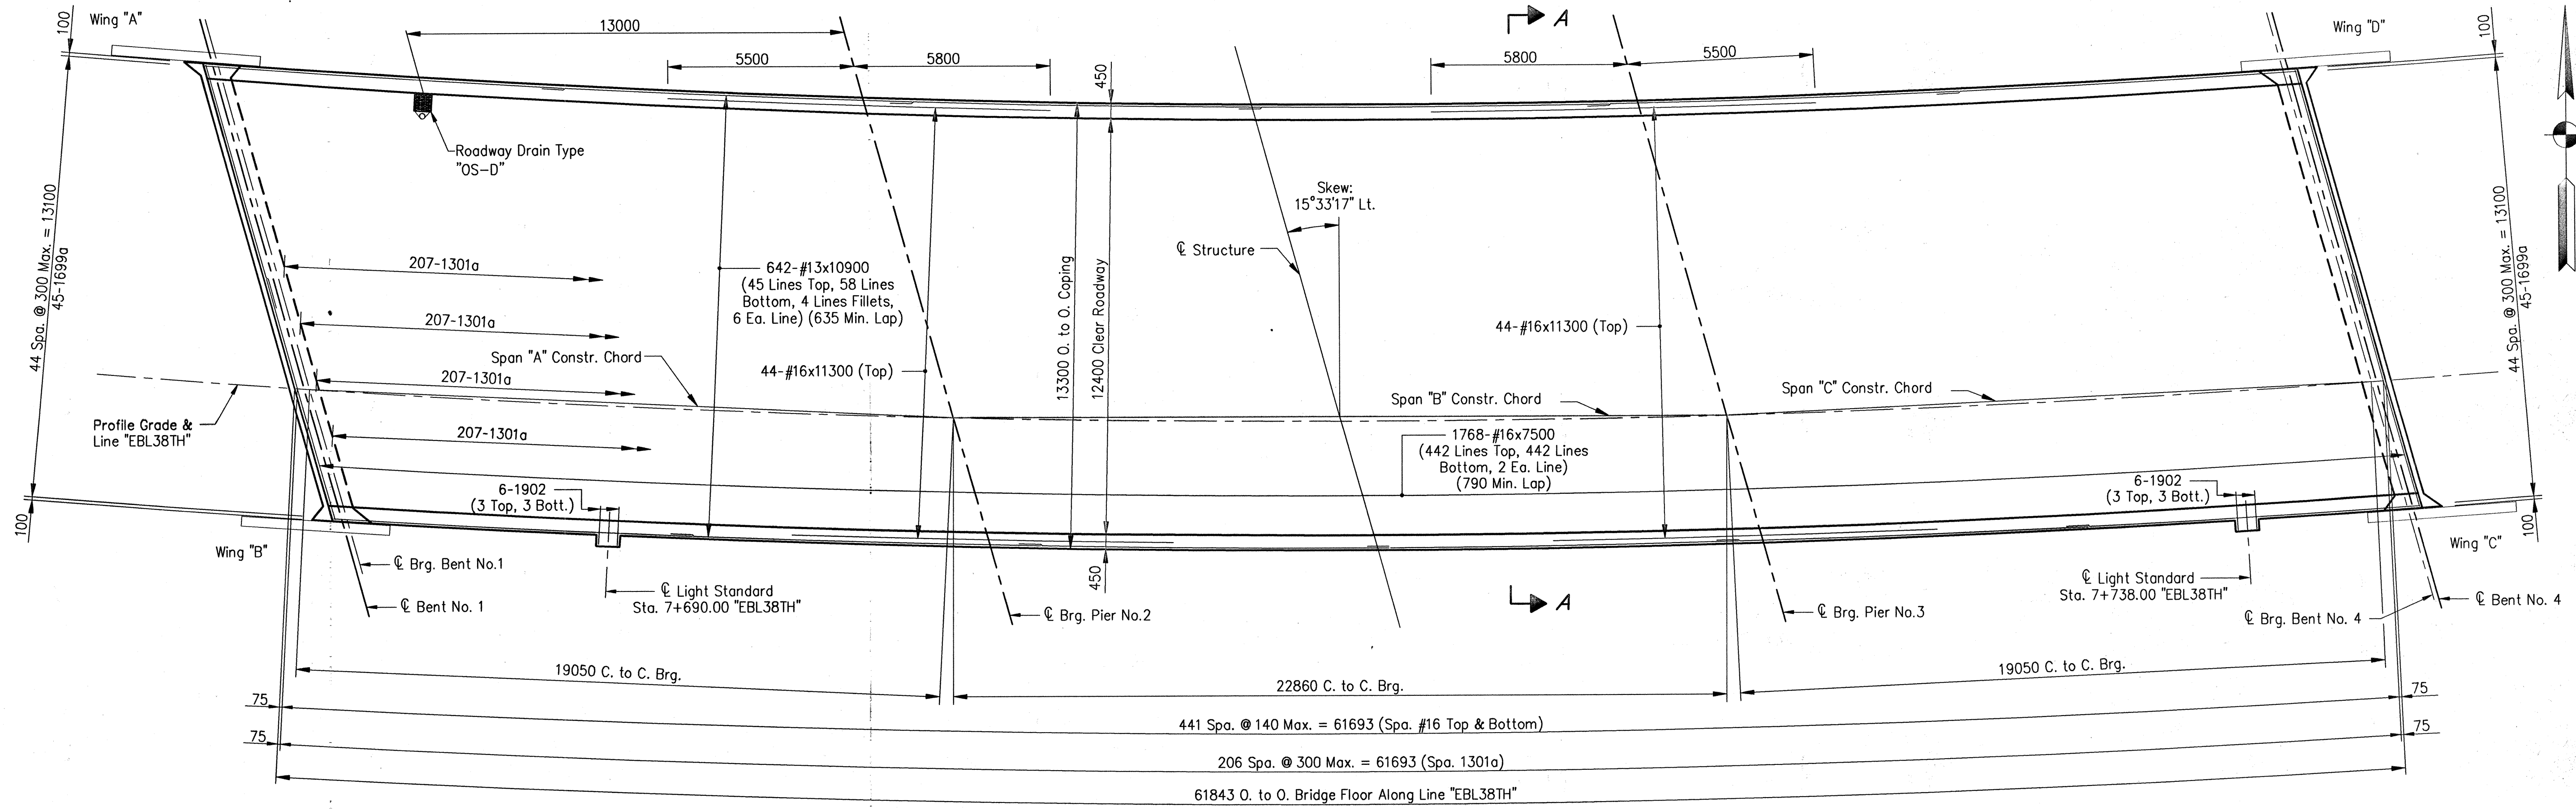 Wing "A"
100
13000
A
Wing "D"
100
5500
5800
450
5800
5500
Roadway Drain Type
"OS-D"
Skew:
15°33'17" Lt.
℄ Structure
44 Spa. @ 300 Max. = 13100
45-1699a
207-1301a
642-#13x10900
(45 Lines Top, 58 Lines
Bottom, 4 Lines Fillets,
6 Ea. Line) (635 Min. Lap)
13300 O. to O. Coping
12400 Clear Roadway
44 Spa. @ 300 Max. = 13100
45-1699a
207-1301a
44-#16x11300 (Top)
Span "A" Constr. Chord
44-#16x11300 (Top)
207-1301a
Span "B" Constr. Chord
Span "C" Constr. Chord
Profile Grade &
Line "EBL38TH"
207-1301a
1768-#16x7500
(442 Lines Top, 442 Lines
Bottom, 2 Ea. Line)
(790 Min. Lap)
6-1902
(3 Top, 3 Bott.)
6-1902
(3 Top, 3 Bott.)
100
Wing "B"
Wing "C"
100
℄ Brg. Bent No.1
℄ Bent No. 1
℄ Light Standard
Sta. 7+690.00 "EBL38TH"
450
A
℄ Brg. Pier No.2
℄ Brg. Pier No.3
℄ Light Standard
Sta. 7+738.00 "EBL38TH"
℄ Brg. Bent No. 4
℄ Bent No. 4
19050 C. to C. Brg.
22860 C. to C. Brg.
19050 C. to C. Brg.
75
441 Spa. @ 140 Max. = 61693 (Spa. #16 Top & Bottom)
75
75
206 Spa. @ 300 Max. = 61693 (Spa. 1301a)
75
61843 O. to O. Bridge Floor Along Line "EBL38TH"